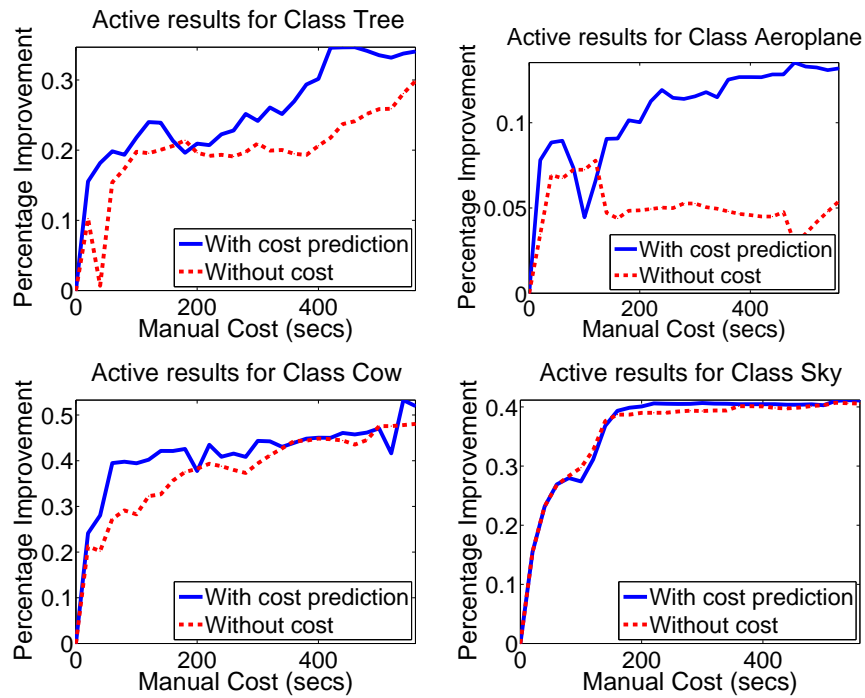 Active results for Class Tree
Percentage Improvement
0.3
0.2
0.1
0
With cost prediction
Without cost
0 200 400
Manual Cost (secs)
Active results for Class Aeroplane
Percentage Improvement
0.1
0.05
0
With cost prediction
Without cost
0 200 400
Manual Cost (secs)
Active results for Class Cow
Percentage Improvement
0.5
0.4
0.3
0.2
0.1
0
With cost prediction
Without cost
0 200 400
Manual Cost (secs)
Active results for Class Sky
Percentage Improvement
0.4
0.3
0.2
0.1
0
With cost prediction
Without cost
0 200 400
Manual Cost (secs)